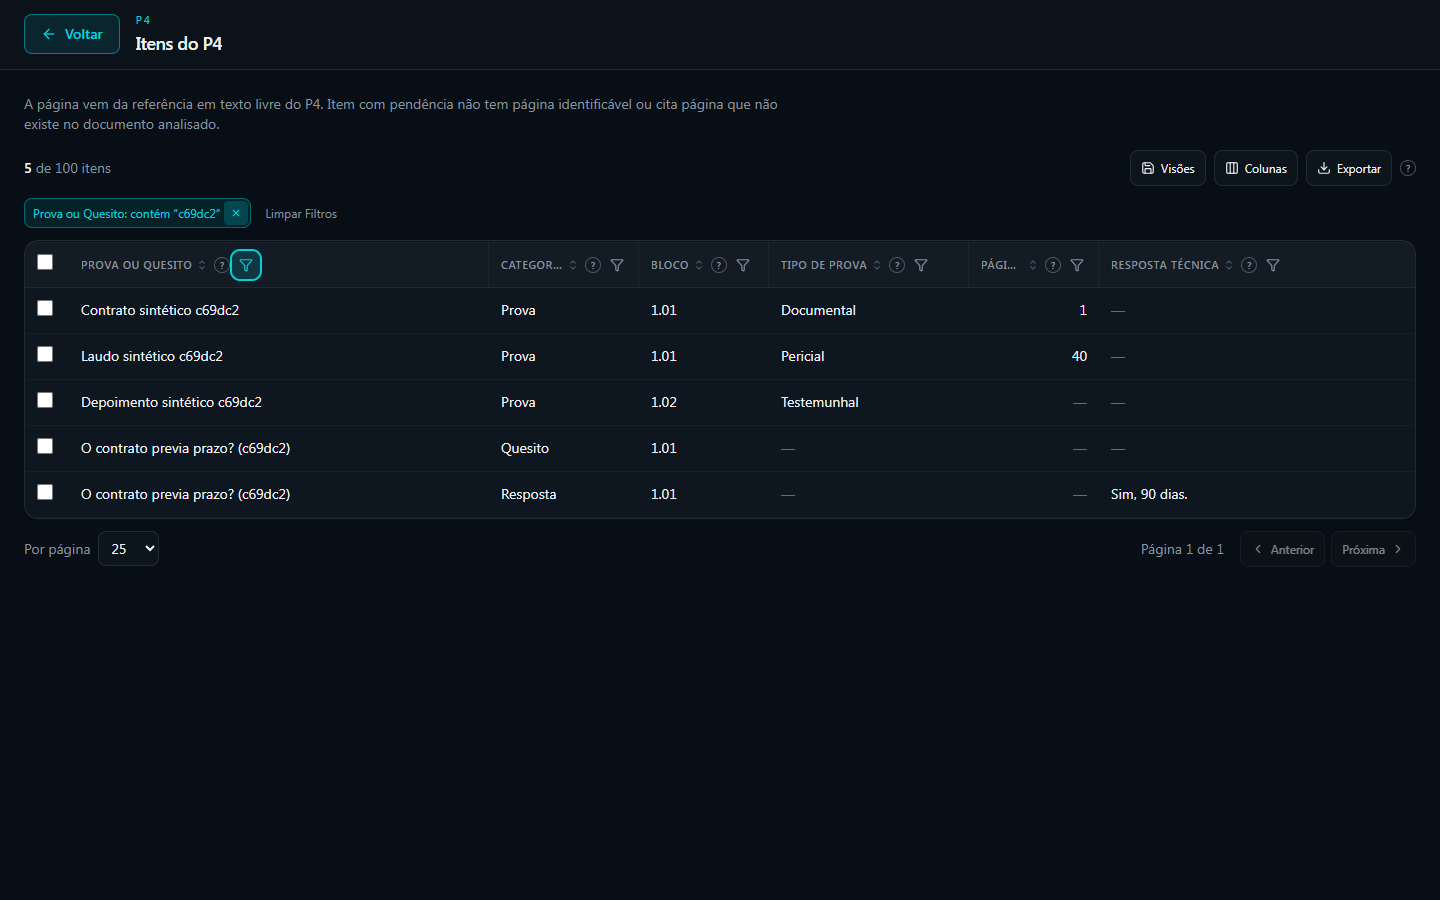 Voltar
P4
Itens do P4
A página vem da referência em texto livre do P4. Item com pendência não tem página identificável ou cita página que não
existe no documento analisado.
5 de 100 itens
Visões
Colunas
Exportar
?
Prova ou Quesito: contém “c69dc2” ×
Limpar Filtros
PROVA OU QUESITO ? CATEGOR... ? BLOCO ? TIPO DE PROVA ? PÁGI... ? RESPOSTA TÉCNICA ?
Contrato sintético c69dc2 Prova 1.01 Documental 1 —
Laudo sintético c69dc2 Prova 1.01 Pericial 40 —
Depoimento sintético c69dc2 Prova 1.02 Testemunhal — —
O contrato previa prazo? (c69dc2) Quesito 1.01 — — —
O contrato previa prazo? (c69dc2) Resposta 1.01 — — Sim, 90 dias.
Por página 25
Página 1 de 1
Anterior
Próxima